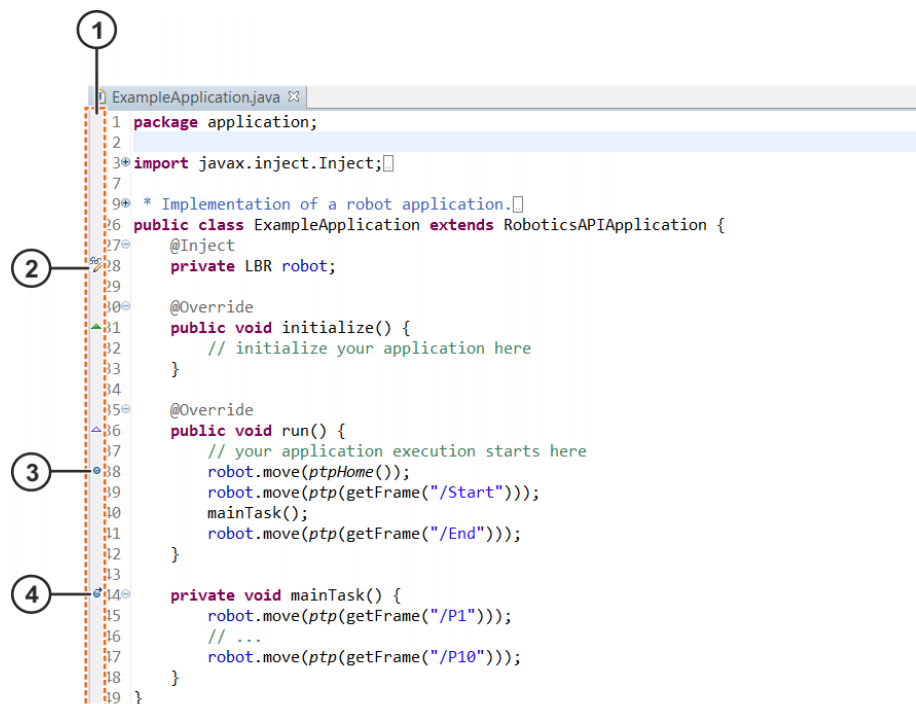 1
ExampleApplication.java
1 package application;
2
3 import javax.inject.Inject;
7
9 * Implementation of a robot application.
26 public class ExampleApplication extends RoboticsAPIApplication {
27 @Inject
2
28 private LBR robot;
29
30 @Override
31 public void initialize() {
32 // initialize your application here
33 }
34
35 @Override
36 public void run() {
37 // your application execution starts here
3
38 robot.move(ptpHome());
39 robot.move(ptp(getFrame("/Start")));
40 mainTask();
41 robot.move(ptp(getFrame("/End")));
42 }
43
4
44 private void mainTask() {
45 robot.move(ptp(getFrame("/P1")));
46 // ...
47 robot.move(ptp(getFrame("/P10")));
48 }
49 }